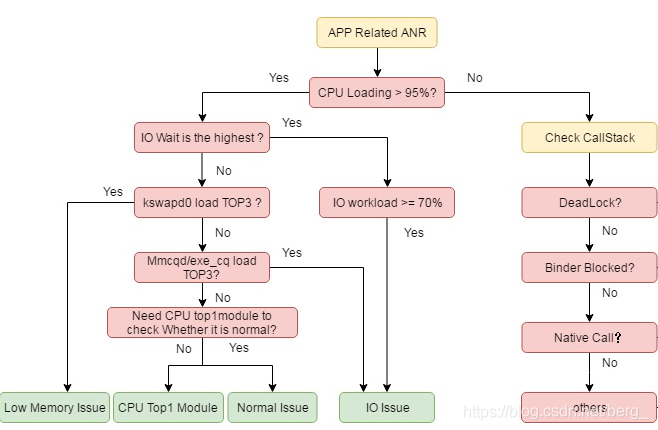 APP Related ANR
Yes
No
CPU Loading > 95%?
IO Wait is the highest ?
Yes
Check CallStack
No
Yes
kswapd0 load TOP3 ?
IO workload >= 70%
DeadLock?
No
Yes
No
Mmcqd/exe_cq load
TOP3?
Yes
Binder Blocked?
No
No
Need CPU top1module to
check Whether it is normal?
Native Call?
No
Yes
No
Low Memory Issue
CPU Top1 Module
Normal Issue
IO Issue
others
https://blog.csdn.net/berg_